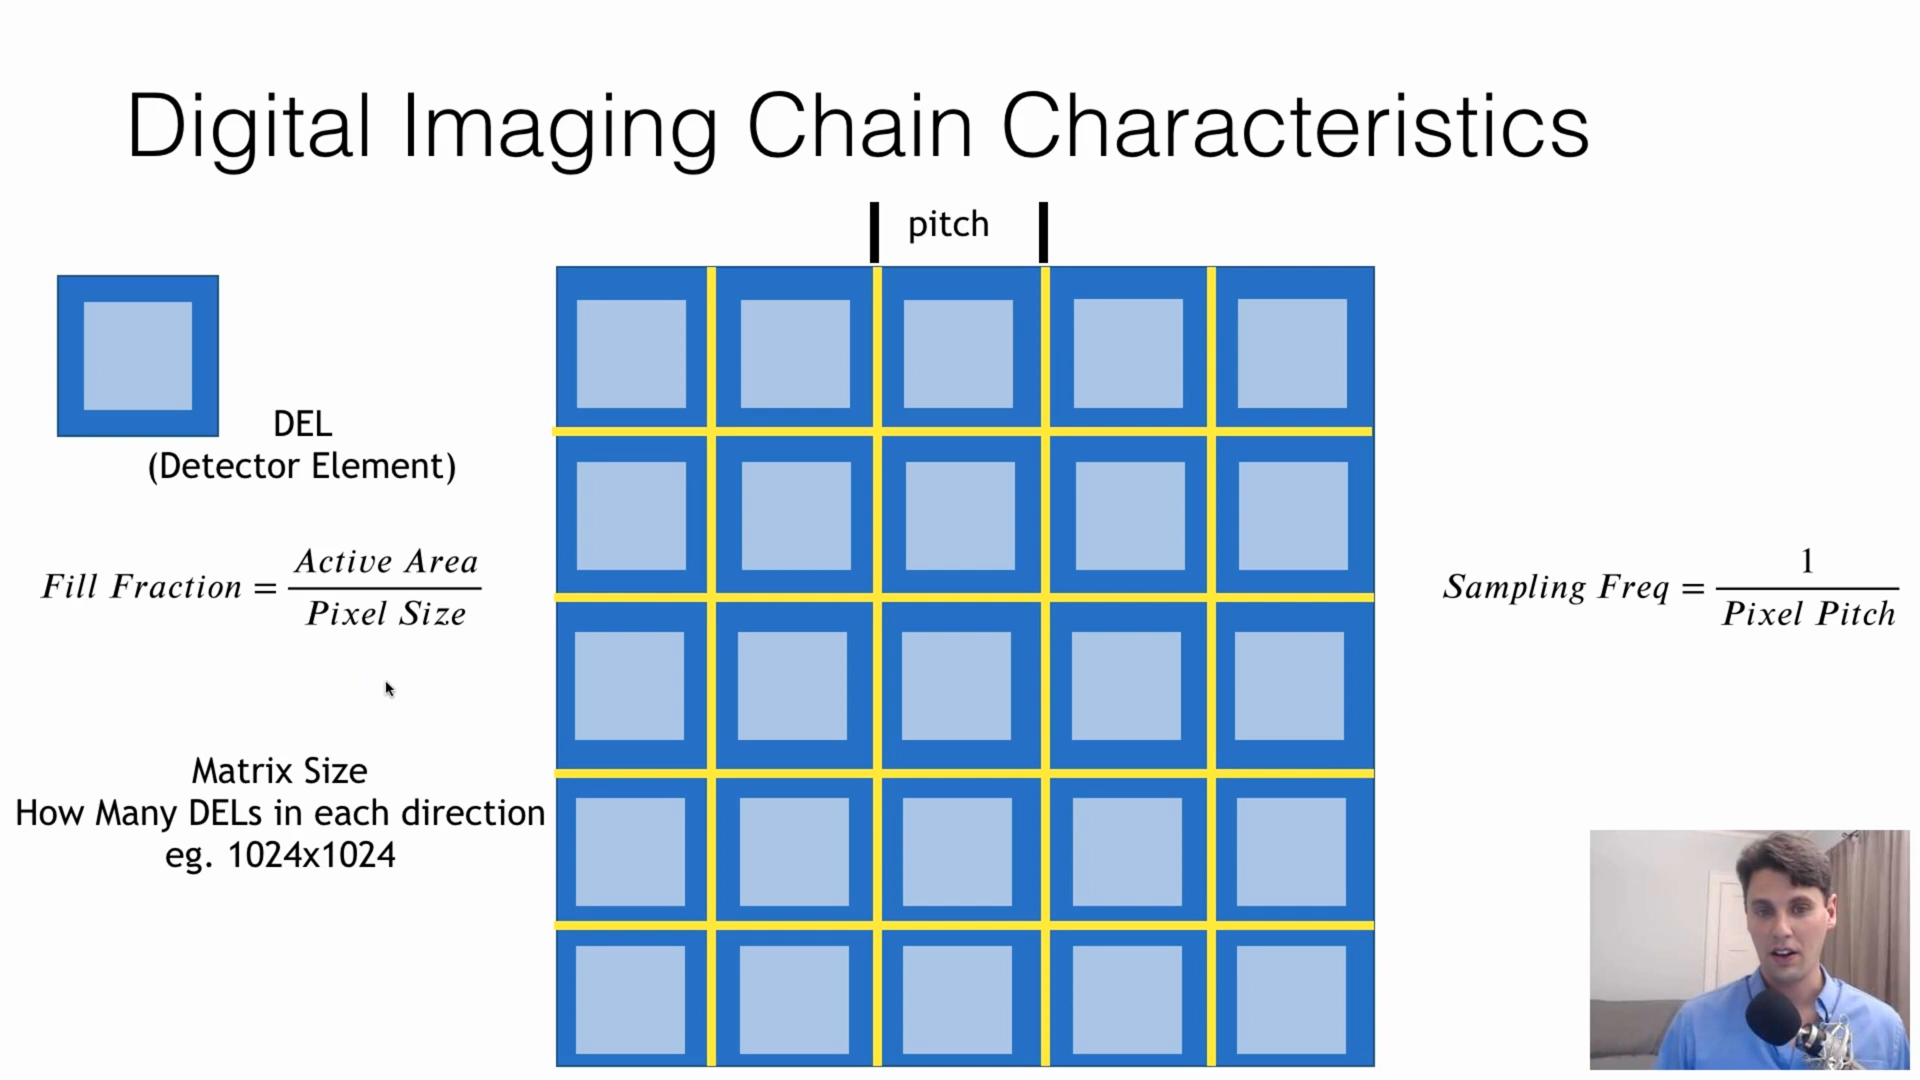 Digital Imaging Chain Characteristics
pitch
DEL
(Detector Element)
Fill Fraction = Active Area / Pixel Size
Sampling Freq = 1 / Pixel Pitch
Matrix Size
How Many DELs in each direction
eg. 1024x1024